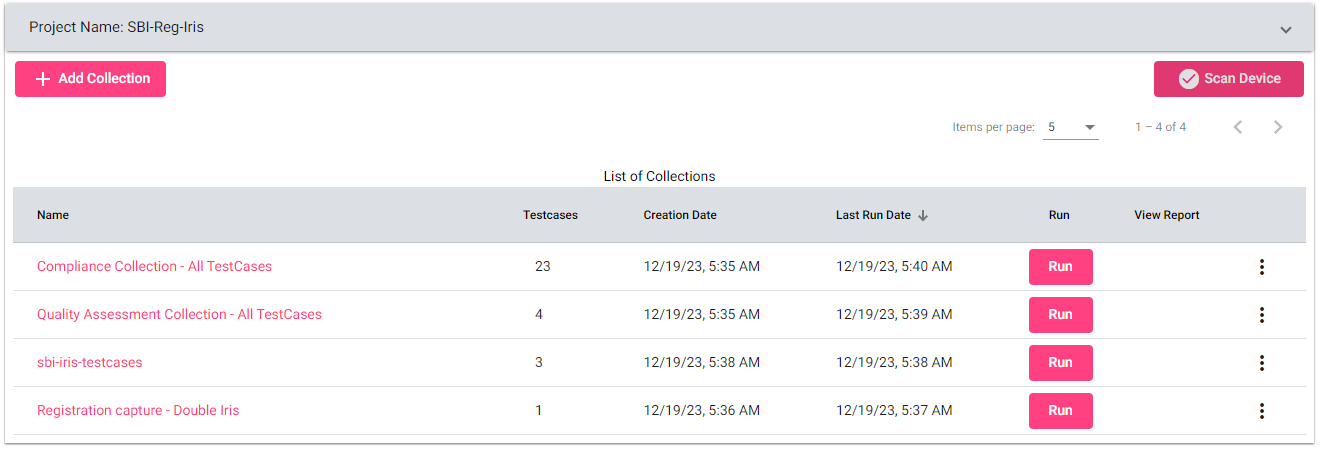 Project Name: SBI-Reg-Iris
Add Collection
Scan Device
Items per page: 5 1 – 4 of 4
List of Collections
Name Testcases Creation Date Last Run Date Run View Report
Compliance Collection - All TestCases 23 12/19/23, 5:35 AM 12/19/23, 5:40 AM Run
Quality Assessment Collection - All TestCases 4 12/19/23, 5:35 AM 12/19/23, 5:39 AM Run
sbi-iris-testcases 3 12/19/23, 5:38 AM 12/19/23, 5:38 AM Run
Registration capture - Double Iris 1 12/19/23, 5:36 AM 12/19/23, 5:37 AM Run